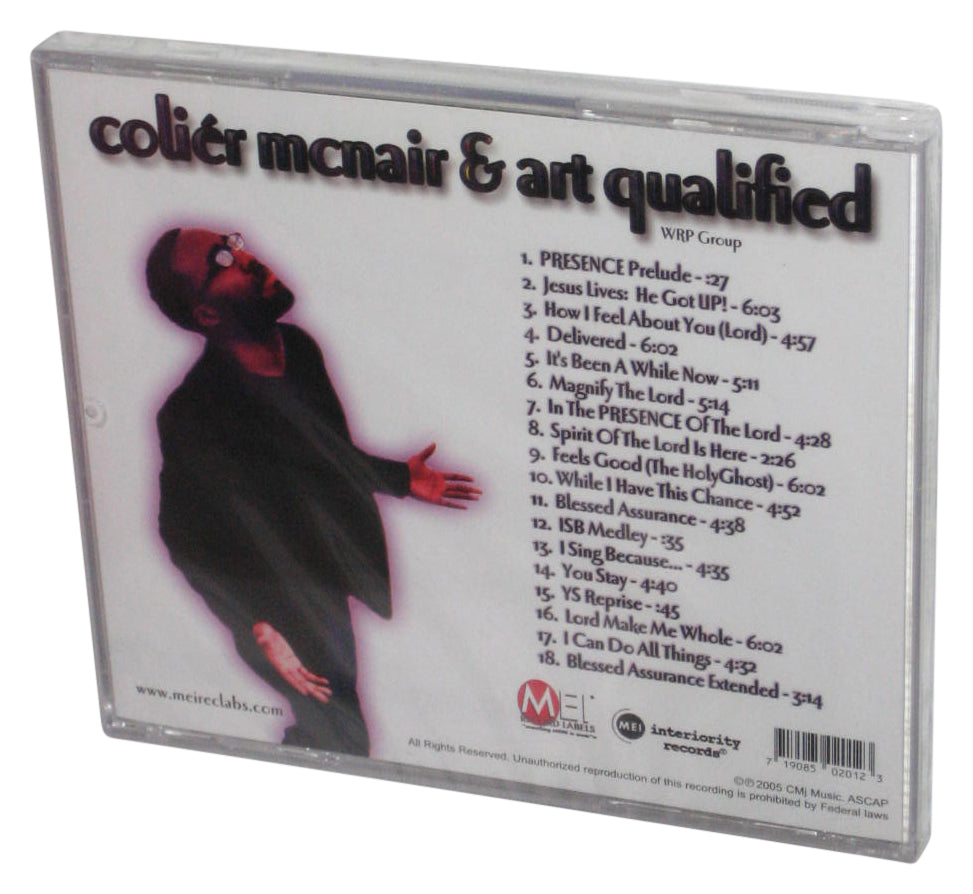 coliér mcnair & art qualified
WRP Group
1. PRESENCE Prelude - :27
2. Jesus Lives: He Got UP! - 6:03
3. How I Feel About You (Lord) - 4:57
4. Delivered - 6:02
5. It's Been A While Now - 5:11
6. Magnify The Lord - 5:14
7. In The PRESENCE Of The Lord - 4:28
8. Spirit Of The Lord Is Here - 2:26
9. Feels Good (The HolyGhost) - 6:02
10. While I Have This Chance - 4:52
11. Blessed Assurance - 4:38
12. ISB Medley - :35
13. I Sing Because... - 4:35
14. You Stay - 4:40
15. YS Reprise - :45
16. Lord Make Me Whole - 6:02
17. I Can Do All Things - 4:32
18. Blessed Assurance Extended - 3:14
www.meireclabs.com
MEI
LABELS
MEI interiority
records®
7 19085 02012 3
©℗2005 CMj Music, ASCAP
All Rights Reserved. Unauthorized reproduction of this recording is prohibited by Federal laws